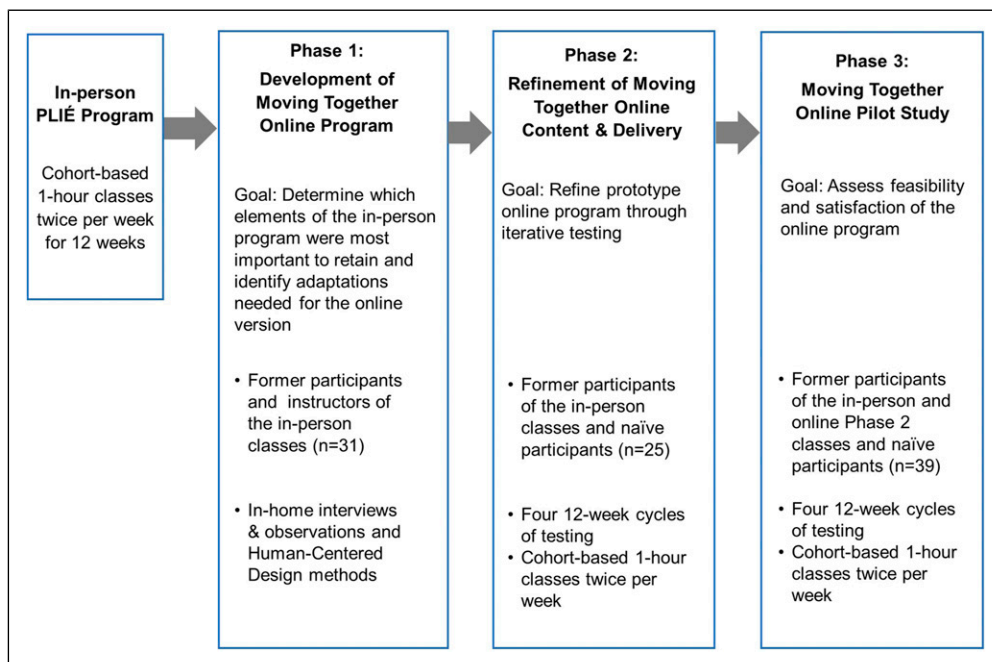 In-person
PLIÉ Program
Cohort-based
1-hour classes
twice per week
for 12 weeks
Phase 1:
Development of
Moving Together
Online Program
Goal: Determine which
elements of the in-person
program were most
important to retain and
identify adaptations
needed for the online
version
• Former participants
and instructors of
the in-person
classes (n=31)
• In-home interviews
& observations and
Human-Centered
Design methods
Phase 2:
Refinement of Moving
Together Online
Content & Delivery
Goal: Refine prototype
online program through
iterative testing
• Former participants
of the in-person
classes and naïve
participants (n=25)
• Four 12-week cycles
of testing
• Cohort-based 1-hour
classes twice per
week
Phase 3:
Moving Together
Online Pilot Study
Goal: Assess feasibility
and satisfaction of the
online program
• Former participants
of the in-person and
online Phase 2
classes and naïve
participants (n=39)
• Four 12-week cycles
of testing
• Cohort-based 1-hour
classes twice per
week